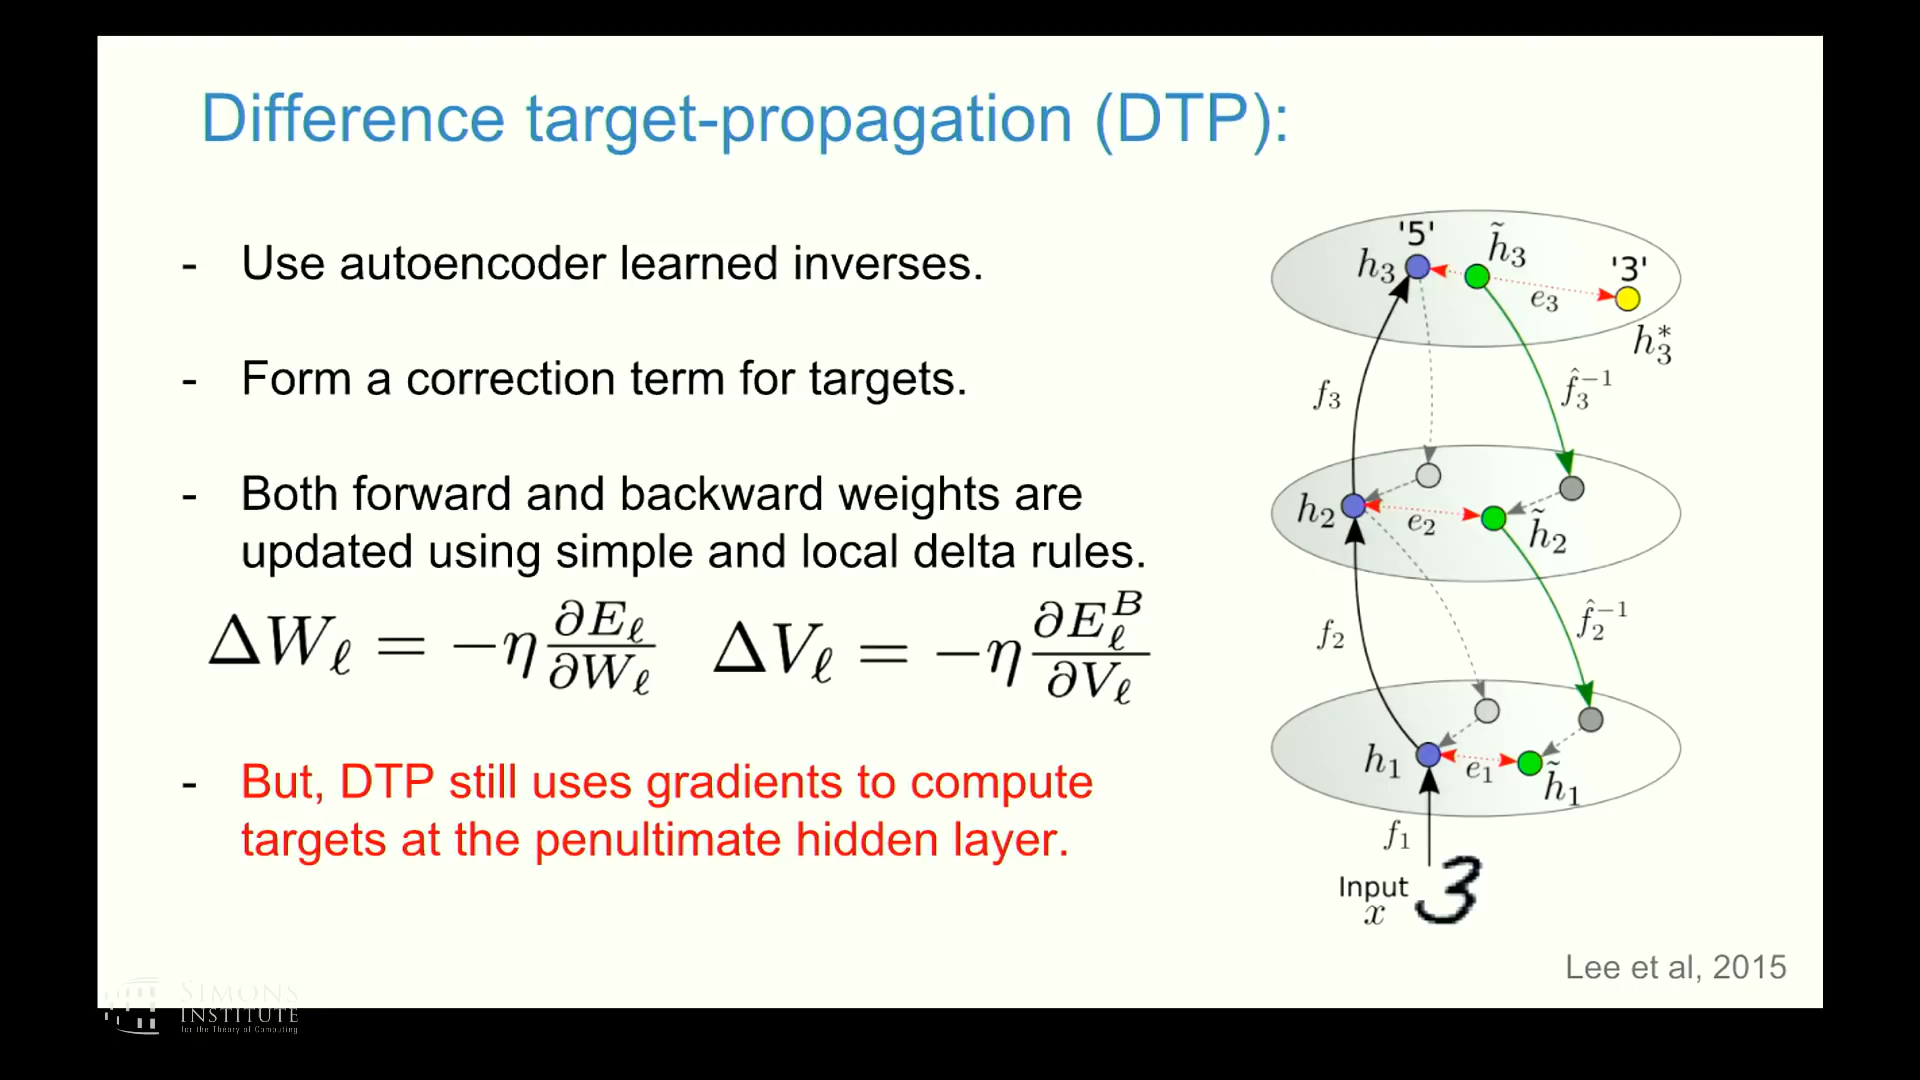 Difference target-propagation (DTP):
- Use autoencoder learned inverses.
- Form a correction term for targets.
- Both forward and backward weights are
updated using simple and local delta rules.
ΔW_ℓ = −η ∂E_ℓ/∂W_ℓ ΔV_ℓ = −η ∂E_ℓ^B/∂V_ℓ
- But, DTP still uses gradients to compute
targets at the penultimate hidden layer.
'5'
h₃ h̃₃ '3'
e₃
h₃*
f₃ f̂₃⁻¹
h₂ e₂ h̃₂
f₂ f̂₂⁻¹
h₁ e₁ h̃₁
f₁
Input 3
x
Lee et al, 2015
SIMONS
INSTITUTE
for the Theory of Computing